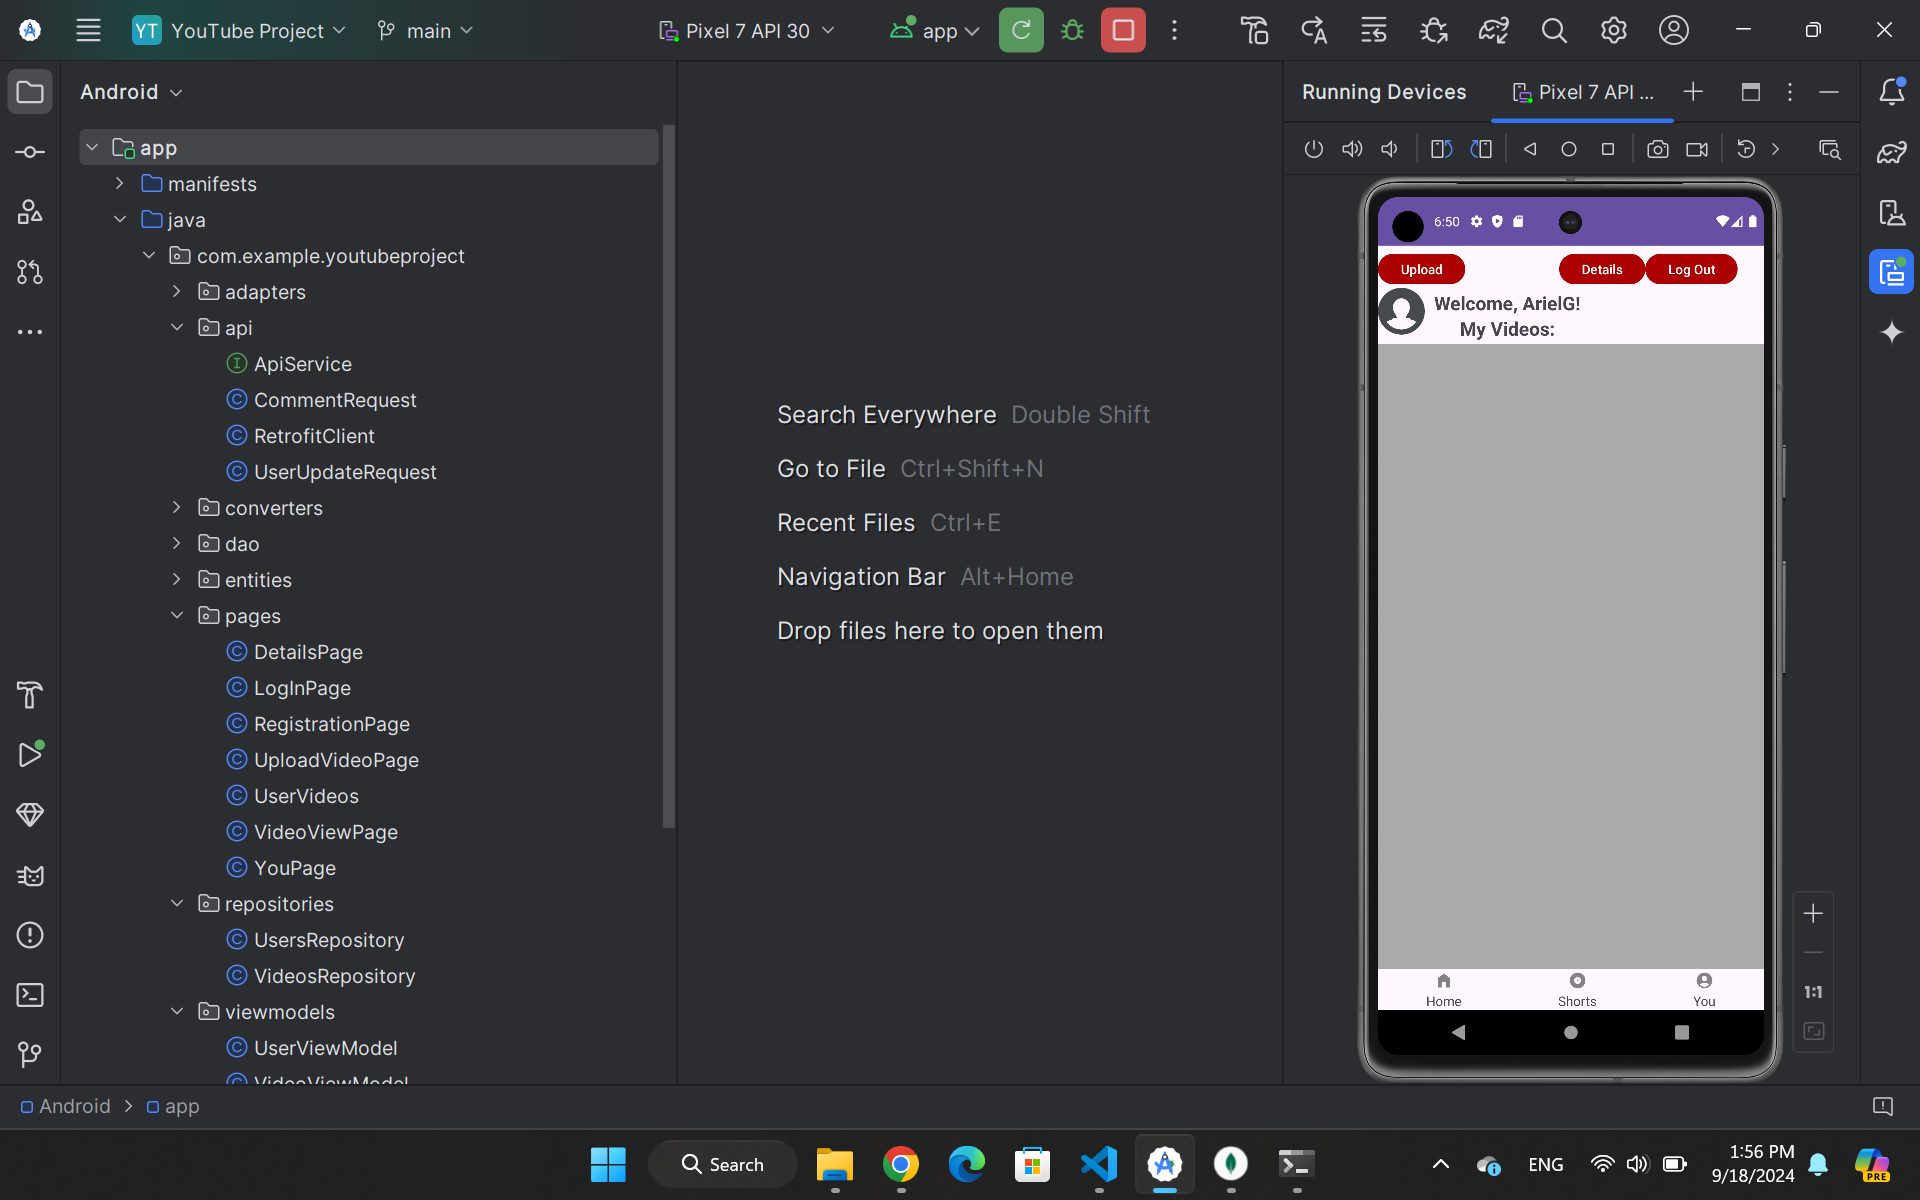 YT YouTube Project main Pixel 7 API 30 app
Android
app
manifests
java
com.example.youtubeproject
adapters
api
ApiService
CommentRequest
RetrofitClient
UserUpdateRequest
converters
dao
entities
pages
DetailsPage
LogInPage
RegistrationPage
UploadVideoPage
UserVideos
VideoViewPage
YouPage
repositories
UsersRepository
VideosRepository
viewmodels
UserViewModel
VideoViewModel
Search Everywhere Double Shift
Go to File Ctrl+Shift+N
Recent Files Ctrl+E
Navigation Bar Alt+Home
Drop files here to open them
Running Devices Pixel 7 API ...
6:50
Upload Details Log Out
Welcome, ArielG!
My Videos:
Home Shorts You
1:1
Android app
Search
ENG
1:56 PM
9/18/2024
PRE